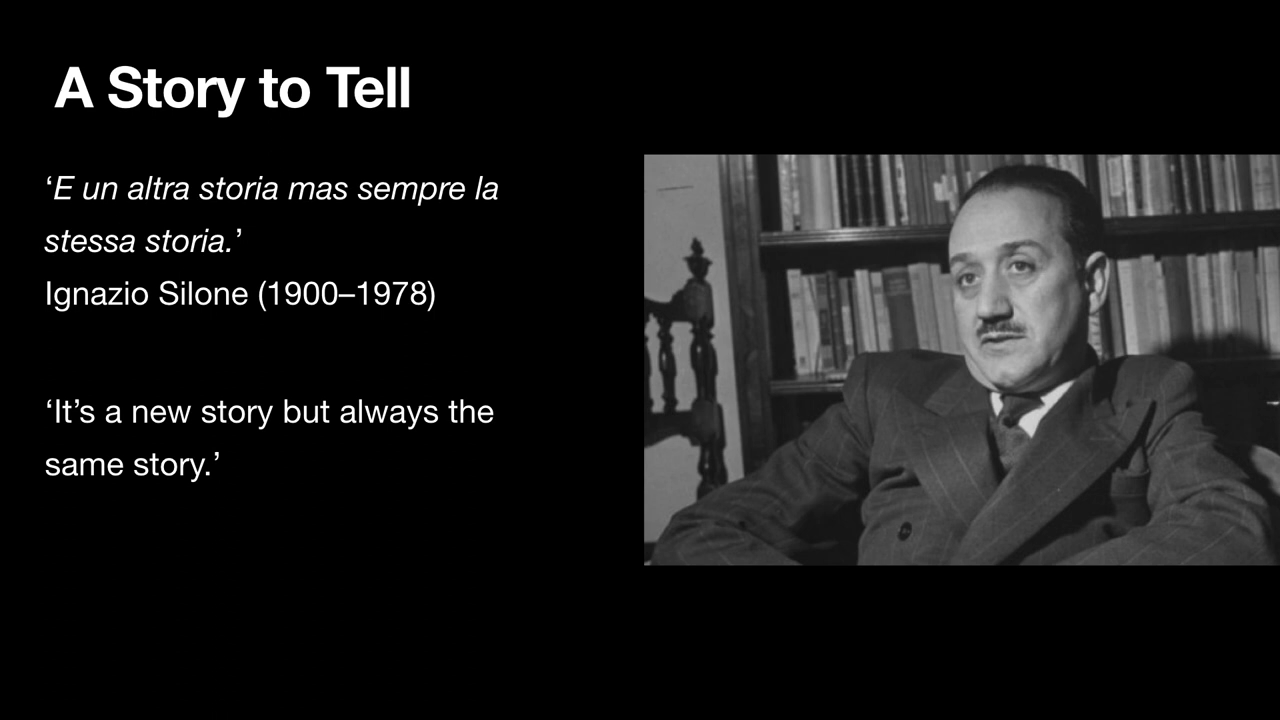 A Story to Tell
‘E un altra storia mas sempre la
stessa storia.’
Ignazio Silone (1900–1978)
‘It’s a new story but always the
same story.’